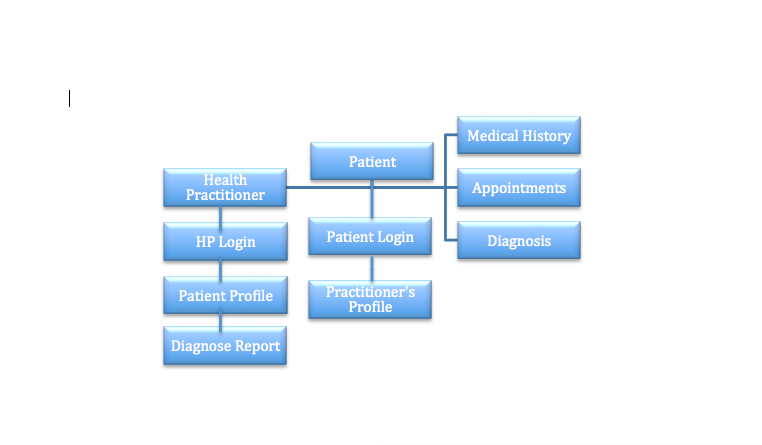 Health
Practitioner
HP Login
Patient Profile
Diagnose Report
Patient
Patient Login
Practitioner's
Profile
Medical History
Appointments
Diagnosis